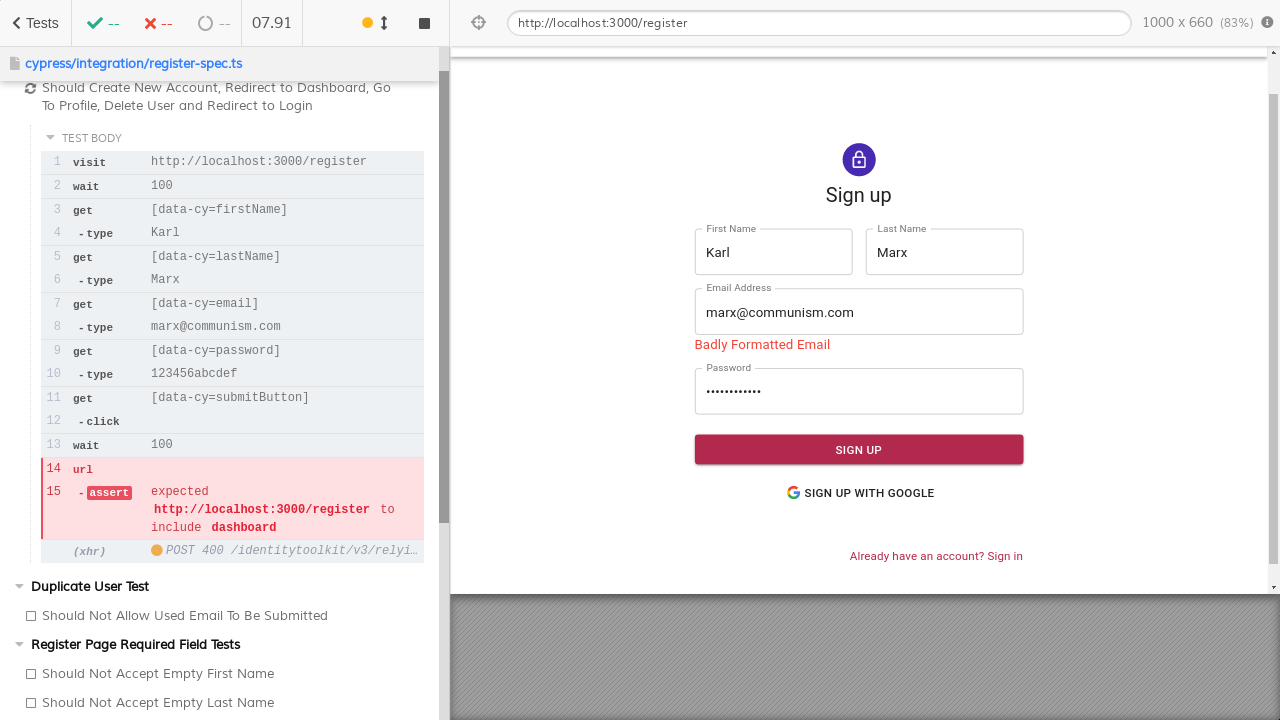 Tests
--
--
--
07.91
http://localhost:3000/register
1000 x 660 (83%)
cypress/integration/register-spec.ts
Should Create New Account, Redirect to Dashboard, Go
To Profile, Delete User and Redirect to Login
TEST BODY
1 visit http://localhost:3000/register
2 wait 100
3 get [data-cy=firstName]
4 -type Karl
5 get [data-cy=lastName]
6 -type Marx
7 get [data-cy=email]
8 -type marx@communism.com
9 get [data-cy=password]
10 -type 123456abcdef
11 get [data-cy=submitButton]
12 -click
13 wait 100
14 url
15 -assert expected
http://localhost:3000/register to
include dashboard
(xhr) POST 400 /identitytoolkit/v3/relyi…
Duplicate User Test
Should Not Allow Used Email To Be Submitted
Register Page Required Field Tests
Should Not Accept Empty First Name
Should Not Accept Empty Last Name
Sign up
First Name
Karl
Last Name
Marx
Email Address
marx@communism.com
Badly Formatted Email
Password
••••••••••••
SIGN UP
SIGN UP WITH GOOGLE
Already have an account? Sign in